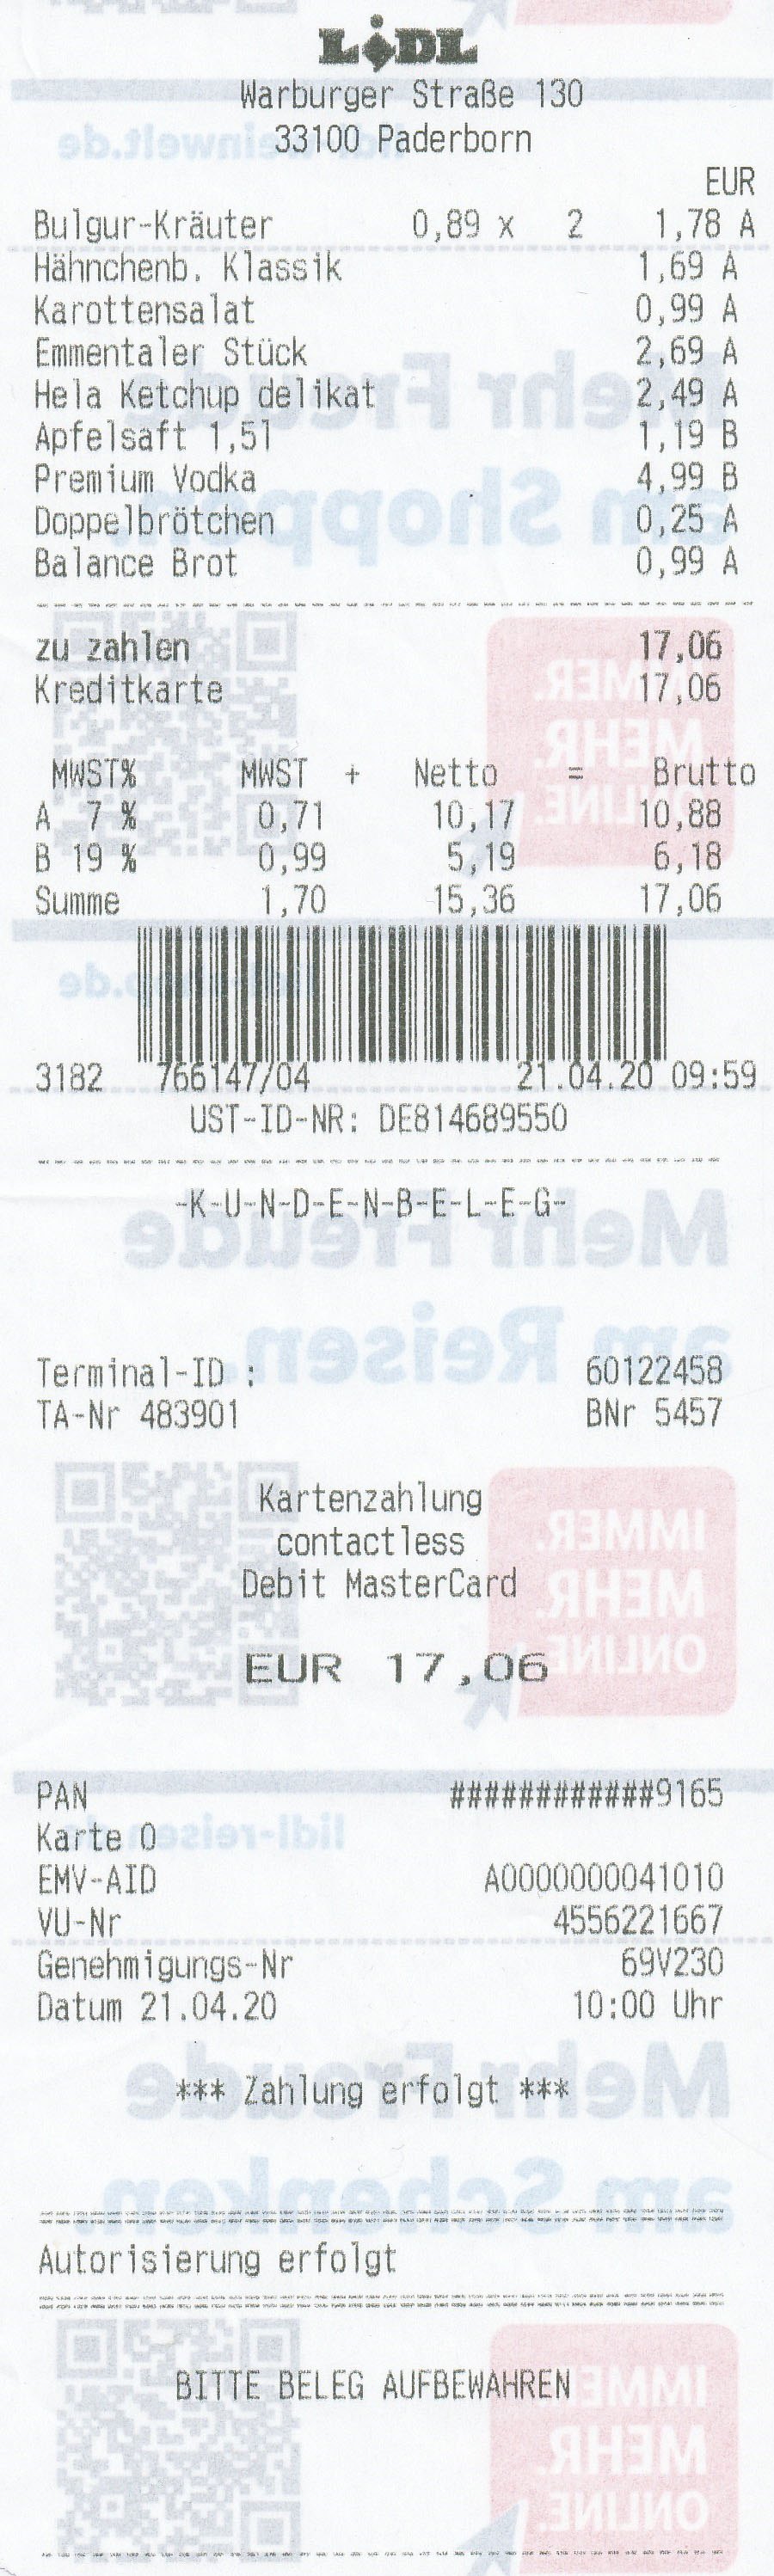 LIDL
Warburger Straße 130
33100 Paderborn
EUR
Bulgur-Kräuter 0,89 x 2 1,78 A
Hähnchenb. Klassik 1,69 A
Karottensalat 0,99 A
Emmentaler Stück 2,69 A
Hela Ketchup delikat 2,49 A
Apfelsaft 1,5l 1,19 B
Premium Vodka 4,99 B
Doppelbrötchen 0,25 A
Balance Brot 0,99 A
zu zahlen 17,06
Kreditkarte 17,06
MWST% MWST + Netto = Brutto
A 7 % 0,71 10,17 10,88
B 19 % 0,99 5,19 6,18
Summe 1,70 15,36 17,06
3182 766147/04 21.04.20 09:59
UST-ID-NR: DE814689550
-K-U-N-D-E-N-B-E-L-E-G-
Terminal-ID : 60122458
TA-Nr 483901 BNr 5457
Kartenzahlung
contactless
Debit MasterCard
EUR 17,06
PAN ############9165
Karte 0
EMV-AID A0000000041010
VU-Nr 4556221667
Genehmigungs-Nr 69V230
Datum 21.04.20 10:00 Uhr
*** Zahlung erfolgt ***
Autorisierung erfolgt
BITTE BELEG AUFBEWAHREN